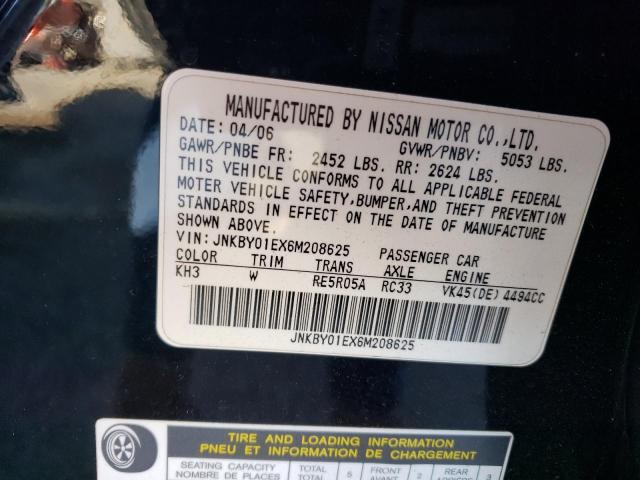 MANUFACTURED BY NISSAN MOTOR CO.,LTD.
DATE: 04/06 GVWR/PNBV: 5053 LBS.
GAWR/PNBE FR: 2452 LBS. RR: 2624 LBS.
THIS VEHICLE CONFORMS TO ALL APPLICABLE FEDERAL
MOTER VEHICLE SAFETY,BUMPER,AND THEFT PREVENTION
STANDARDS IN EFFECT ON THE DATE OF MANUFACTURE
SHOWN ABOVE.
VIN: JNKBY01EX6M208625 PASSENGER CAR
COLOR TRIM TRANS AXLE ENGINE
KH3 W RE5R05A RC33 VK45(DE) 4494CC
JNKBY01EX6M208625
TIRE AND LOADING INFORMATION
PNEU ET INFORMATION DE CHARGEMENT
SEATING CAPACITY TOTAL 5 FRONT 2 REAR 3
NOMBRE DE PLACES TOTAL AVANT